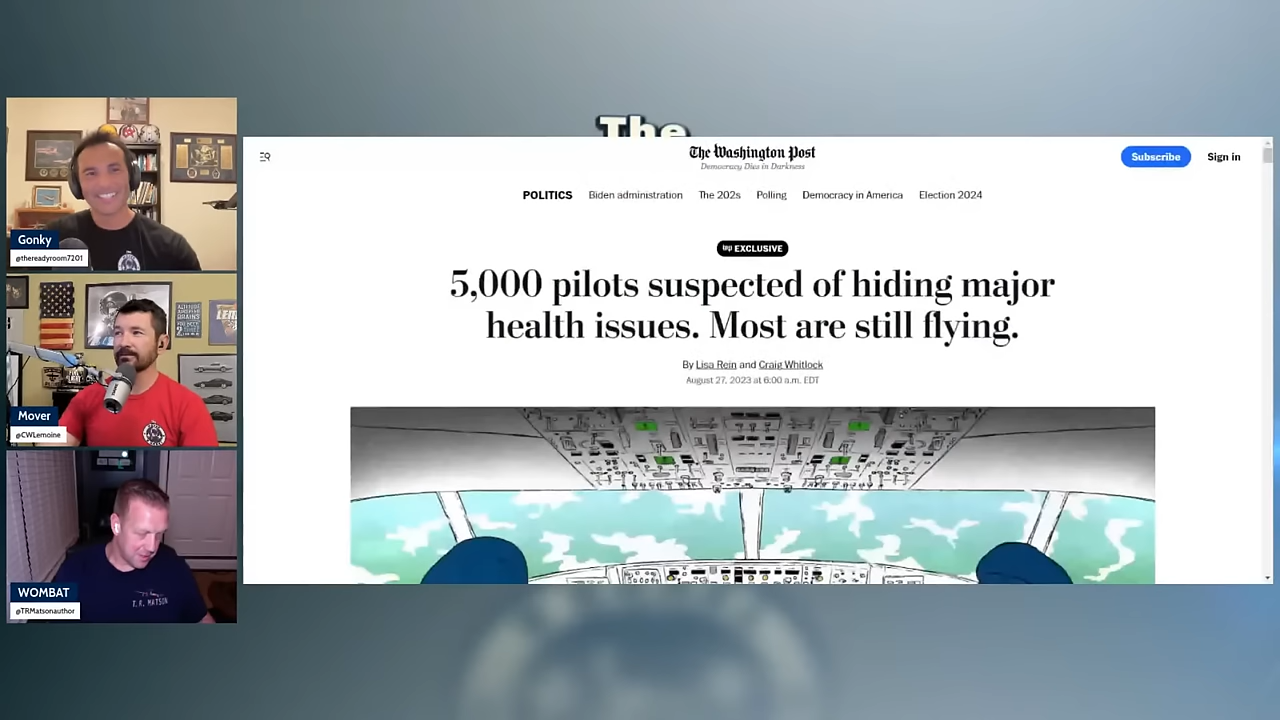 The
The Washington Post
Democracy Dies in Darkness
Subscribe
Sign in
POLITICS Biden administration The 202s Polling Democracy in America Election 2024
wp EXCLUSIVE
5,000 pilots suspected of hiding major
health issues. Most are still flying.
By Lisa Rein and Craig Whitlock
August 27, 2023 at 6:00 a.m. EDT
Gonky
@thereadyroom7201
Mover
@CWLemoine
WOMBAT
@TRMatsonauthor
T.R. MATSON